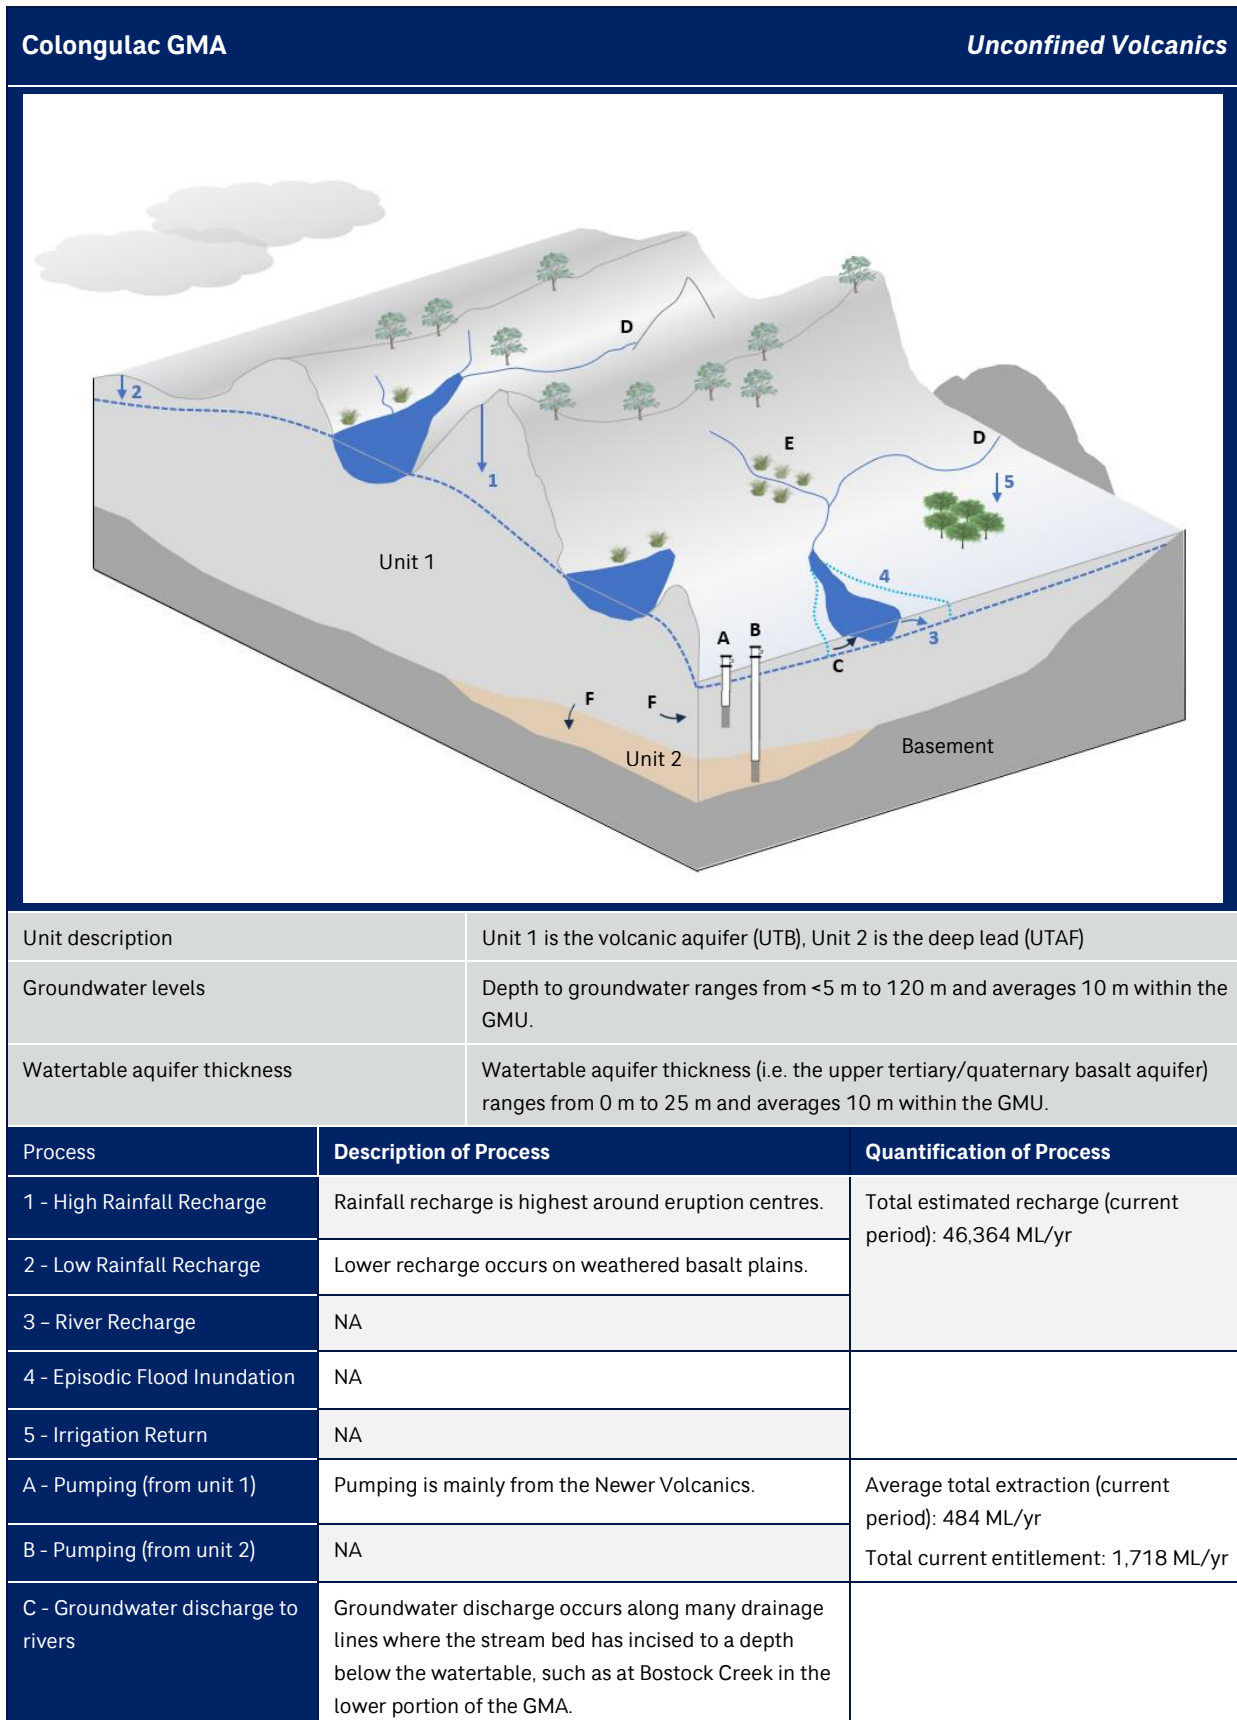 Colongulac GMA
Unconfined Volcanics
D
2
E
D
1
5
Unit 1
4
A
B
3
C
F
F
Unit 2
Basement
Unit description
Unit 1 is the volcanic aquifer (UTB), Unit 2 is the deep lead (UTAF)
Groundwater levels
Depth to groundwater ranges from <5 m to 120 m and averages 10 m within the
GMU.
Watertable aquifer thickness
Watertable aquifer thickness (i.e. the upper tertiary/quaternary basalt aquifer)
ranges from 0 m to 25 m and averages 10 m within the GMU.
Process
Description of Process
Quantification of Process
1 - High Rainfall Recharge
Rainfall recharge is highest around eruption centres.
Total estimated recharge (current
period): 46,364 ML/yr
2 - Low Rainfall Recharge
Lower recharge occurs on weathered basalt plains.
3 – River Recharge
NA
4 - Episodic Flood Inundation
NA
5 - Irrigation Return
NA
A - Pumping (from unit 1)
Pumping is mainly from the Newer Volcanics.
Average total extraction (current
period): 484 ML/yr
Total current entitlement: 1,718 ML/yr
B - Pumping (from unit 2)
NA
C - Groundwater discharge to
rivers
Groundwater discharge occurs along many drainage
lines where the stream bed has incised to a depth
below the watertable, such as at Bostock Creek in the
lower portion of the GMA.